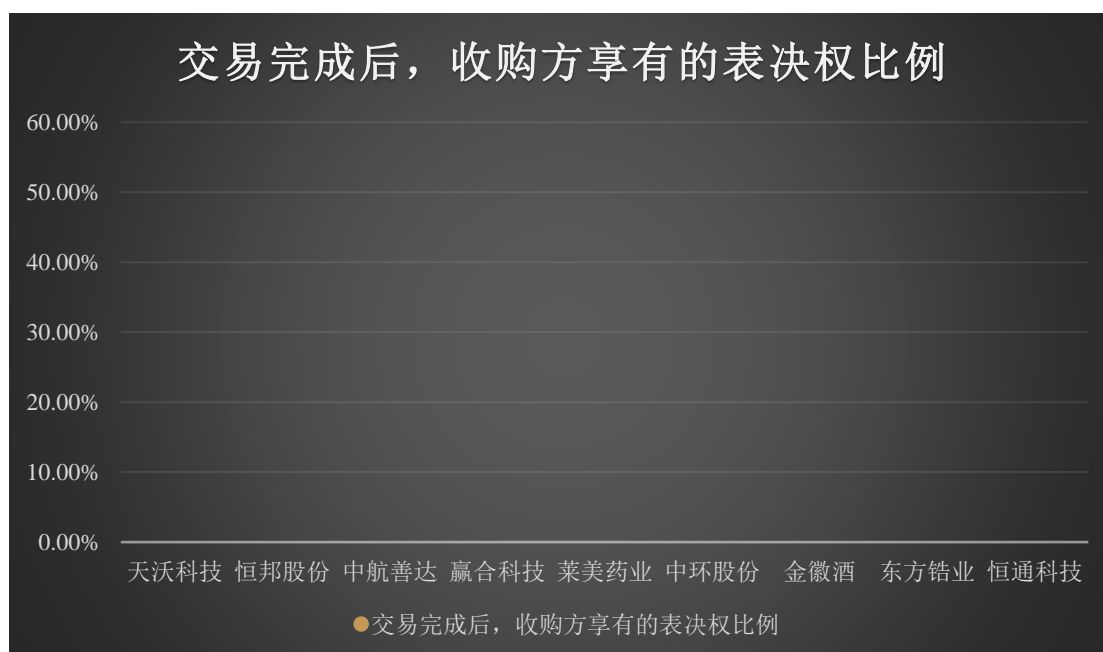 交易完成后，收购方享有的表决权比例
60.00%
50.00%
40.00%
30.00%
20.00%
10.00%
0.00%
天沃科技 恒邦股份 中航善达 赢合科技 莱美药业 中环股份 金徽酒 东方锆业 恒通科技
交易完成后，收购方享有的表决权比例